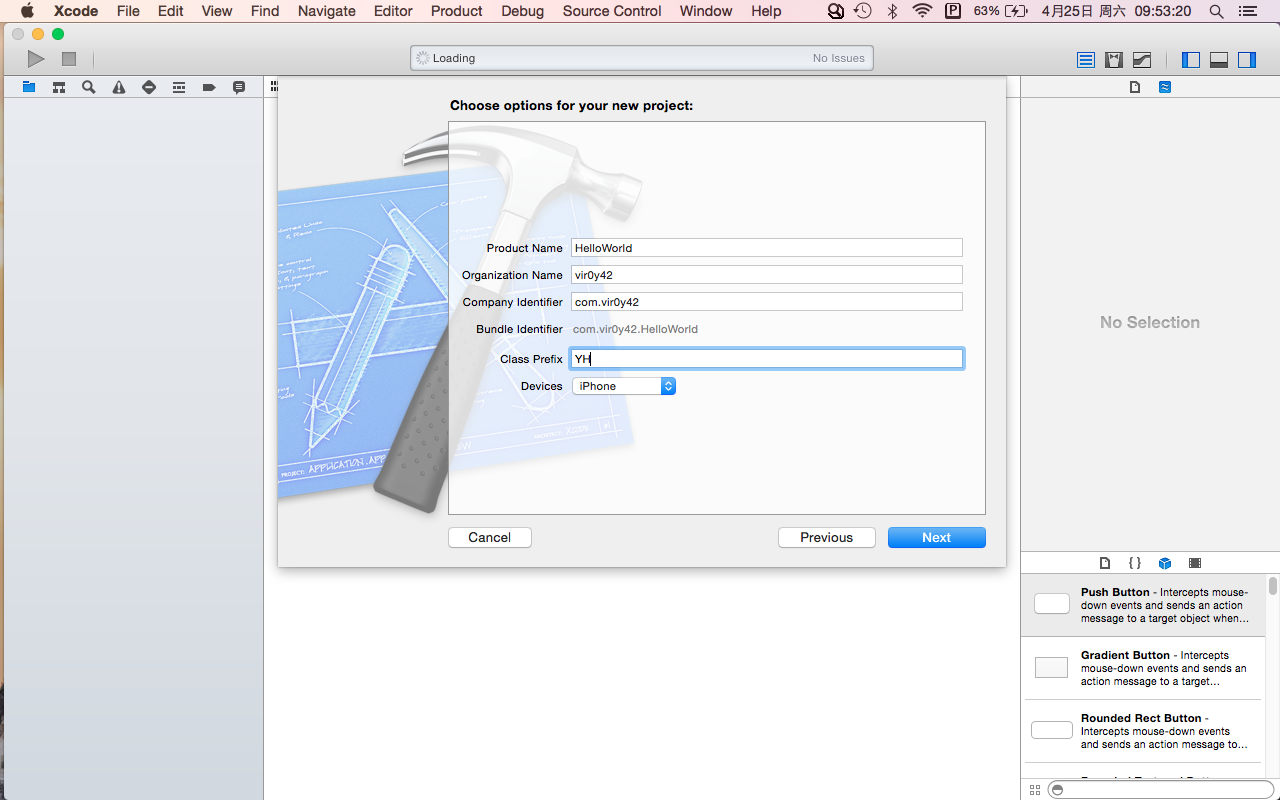 Xcode File Edit View Find Navigate Editor Product Debug Source Control Window Help 63% 4月25日 周六 09:53:20
Loading No Issues
Choose options for your new project:
Product Name HelloWorld
Organization Name vir0y42
Company Identifier com.vir0y42
Bundle Identifier com.vir0y42.HelloWorld
Class Prefix YH
Devices iPhone
PROJECT: APPLICATION.APP
Cancel Previous Next
No Selection
{ }
Push Button - Intercepts mouse-
down events and sends an action
message to a target object when...
Gradient Button - Intercepts
mouse-down events and sends an
action message to a target...
Rounded Rect Button -
Intercepts mouse-down events
and sends an action message to...